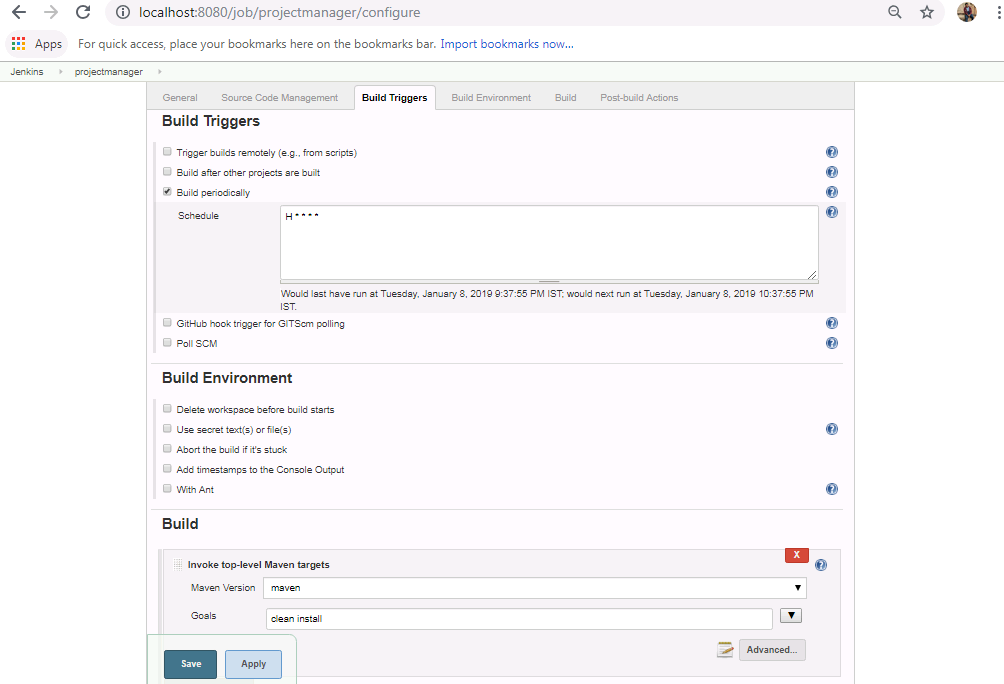 localhost:8080/job/projectmanager/configure
Apps For quick access, place your bookmarks here on the bookmarks bar. Import bookmarks now...
Jenkins projectmanager
General Source Code Management Build Triggers Build Environment Build Post-build Actions
Build Triggers
Trigger builds remotely (e.g., from scripts)
Build after other projects are built
Build periodically
Schedule H * * * *
Would last have run at Tuesday, January 8, 2019 9:37:55 PM IST; would next run at Tuesday, January 8, 2019 10:37:55 PM
IST.
GitHub hook trigger for GITScm polling
Poll SCM
Build Environment
Delete workspace before build starts
Use secret text(s) or file(s)
Abort the build if it's stuck
Add timestamps to the Console Output
With Ant
Build
X
Invoke top-level Maven targets
Maven Version maven
Goals clean install
Advanced...
Save Apply